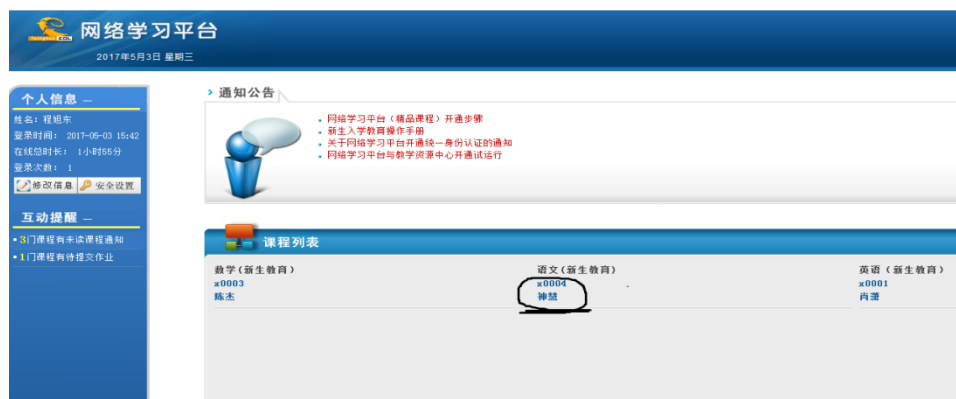 网络学习平台
2017年5月3日 星期三
个人信息
姓名：程旭东
登录时间： 2017-05-03 15:42
在线总时长： 1小时55分
登录次数： 1
修改信息 安全设置
互动提醒
3门课程有未读课程通知
1门课程有待提交作业
通知公告
网络学习平台（精品课程）开通步骤
新生入学教育操作手册
关于网络学习平台开通统一身份认证的通知
网络学习平台与教学资源中心开通试运行
课程列表
数学(新生教育) 语文(新生教育) 英语（新生教育）
x0003 x0004 x0001
陈杰 神慧 肖萧